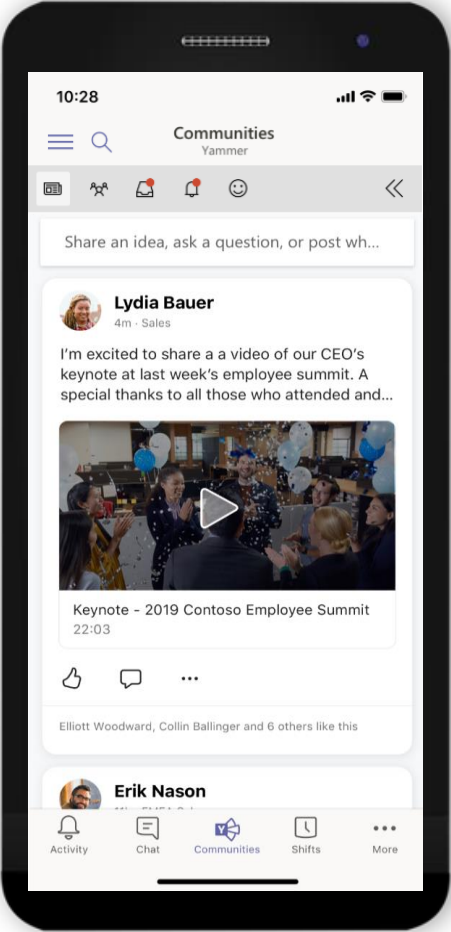 10:28
Communities
Yammer
Share an idea, ask a question, or post wh...
Lydia Bauer
4m · Sales
I'm excited to share a a video of our CEO's
keynote at last week's employee summit. A
special thanks to all those who attended and...
Keynote - 2019 Contoso Employee Summit
22:03
Elliott Woodward, Collin Ballinger and 6 others like this
Erik Nason
Activity
Chat
Communities
Shifts
More